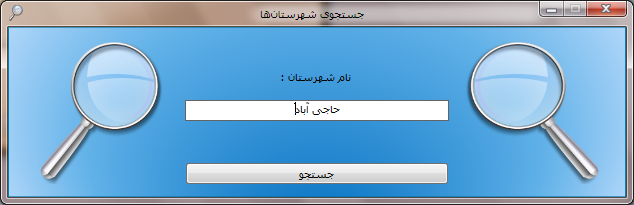 جستجوی شهرستان‌ها
نام شهرستان :
حاجی آباد
جستجو